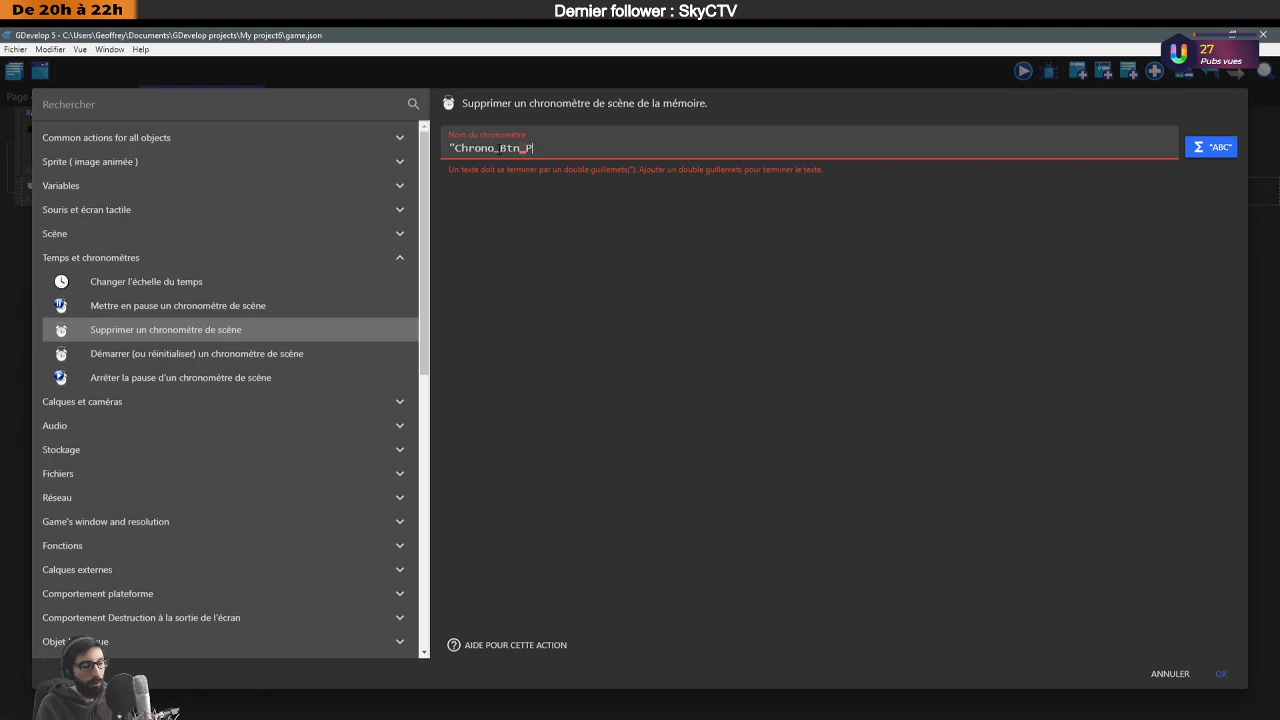 De 20h à 22h
Dernier follower : SkyCTV
GDevelop 5 - C:\Users\Geoffrey\Documents\GDevelop projects\My project6\game.json
Fichier Modifier Vue Window Help
27
Pubs vues
Rechercher
Common actions for all objects
Sprite ( image animée )
Variables
Souris et écran tactile
Scène
Temps et chronomètres
Changer l'échelle du temps
Mettre en pause un chronomètre de scène
Supprimer un chronomètre de scène
Démarrer (ou réinitialiser) un chronomètre de scène
Arrêter la pause d'un chronomètre de scène
Calques et caméras
Audio
Stockage
Fichiers
Réseau
Game's window and resolution
Fonctions
Calques externes
Comportement plateforme
Comportement Destruction à la sortie de l'écran
Supprimer un chronomètre de scène de la mémoire.
Nom du chronomètre
"Chrono_Btn_P
Σ "ABC"
Un texte doit se terminer par un double guillemets("). Ajouter un double guillemets pour terminer le texte.
AIDE POUR CETTE ACTION
ANNULER OK